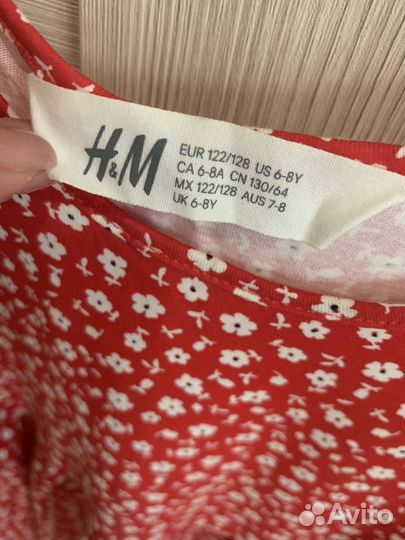 H&M
EUR 122/128 US 6-8Y
CA 6-8A CN 130/64
MX 122/128 AUS 7-8
UK 6-8Y
Avito